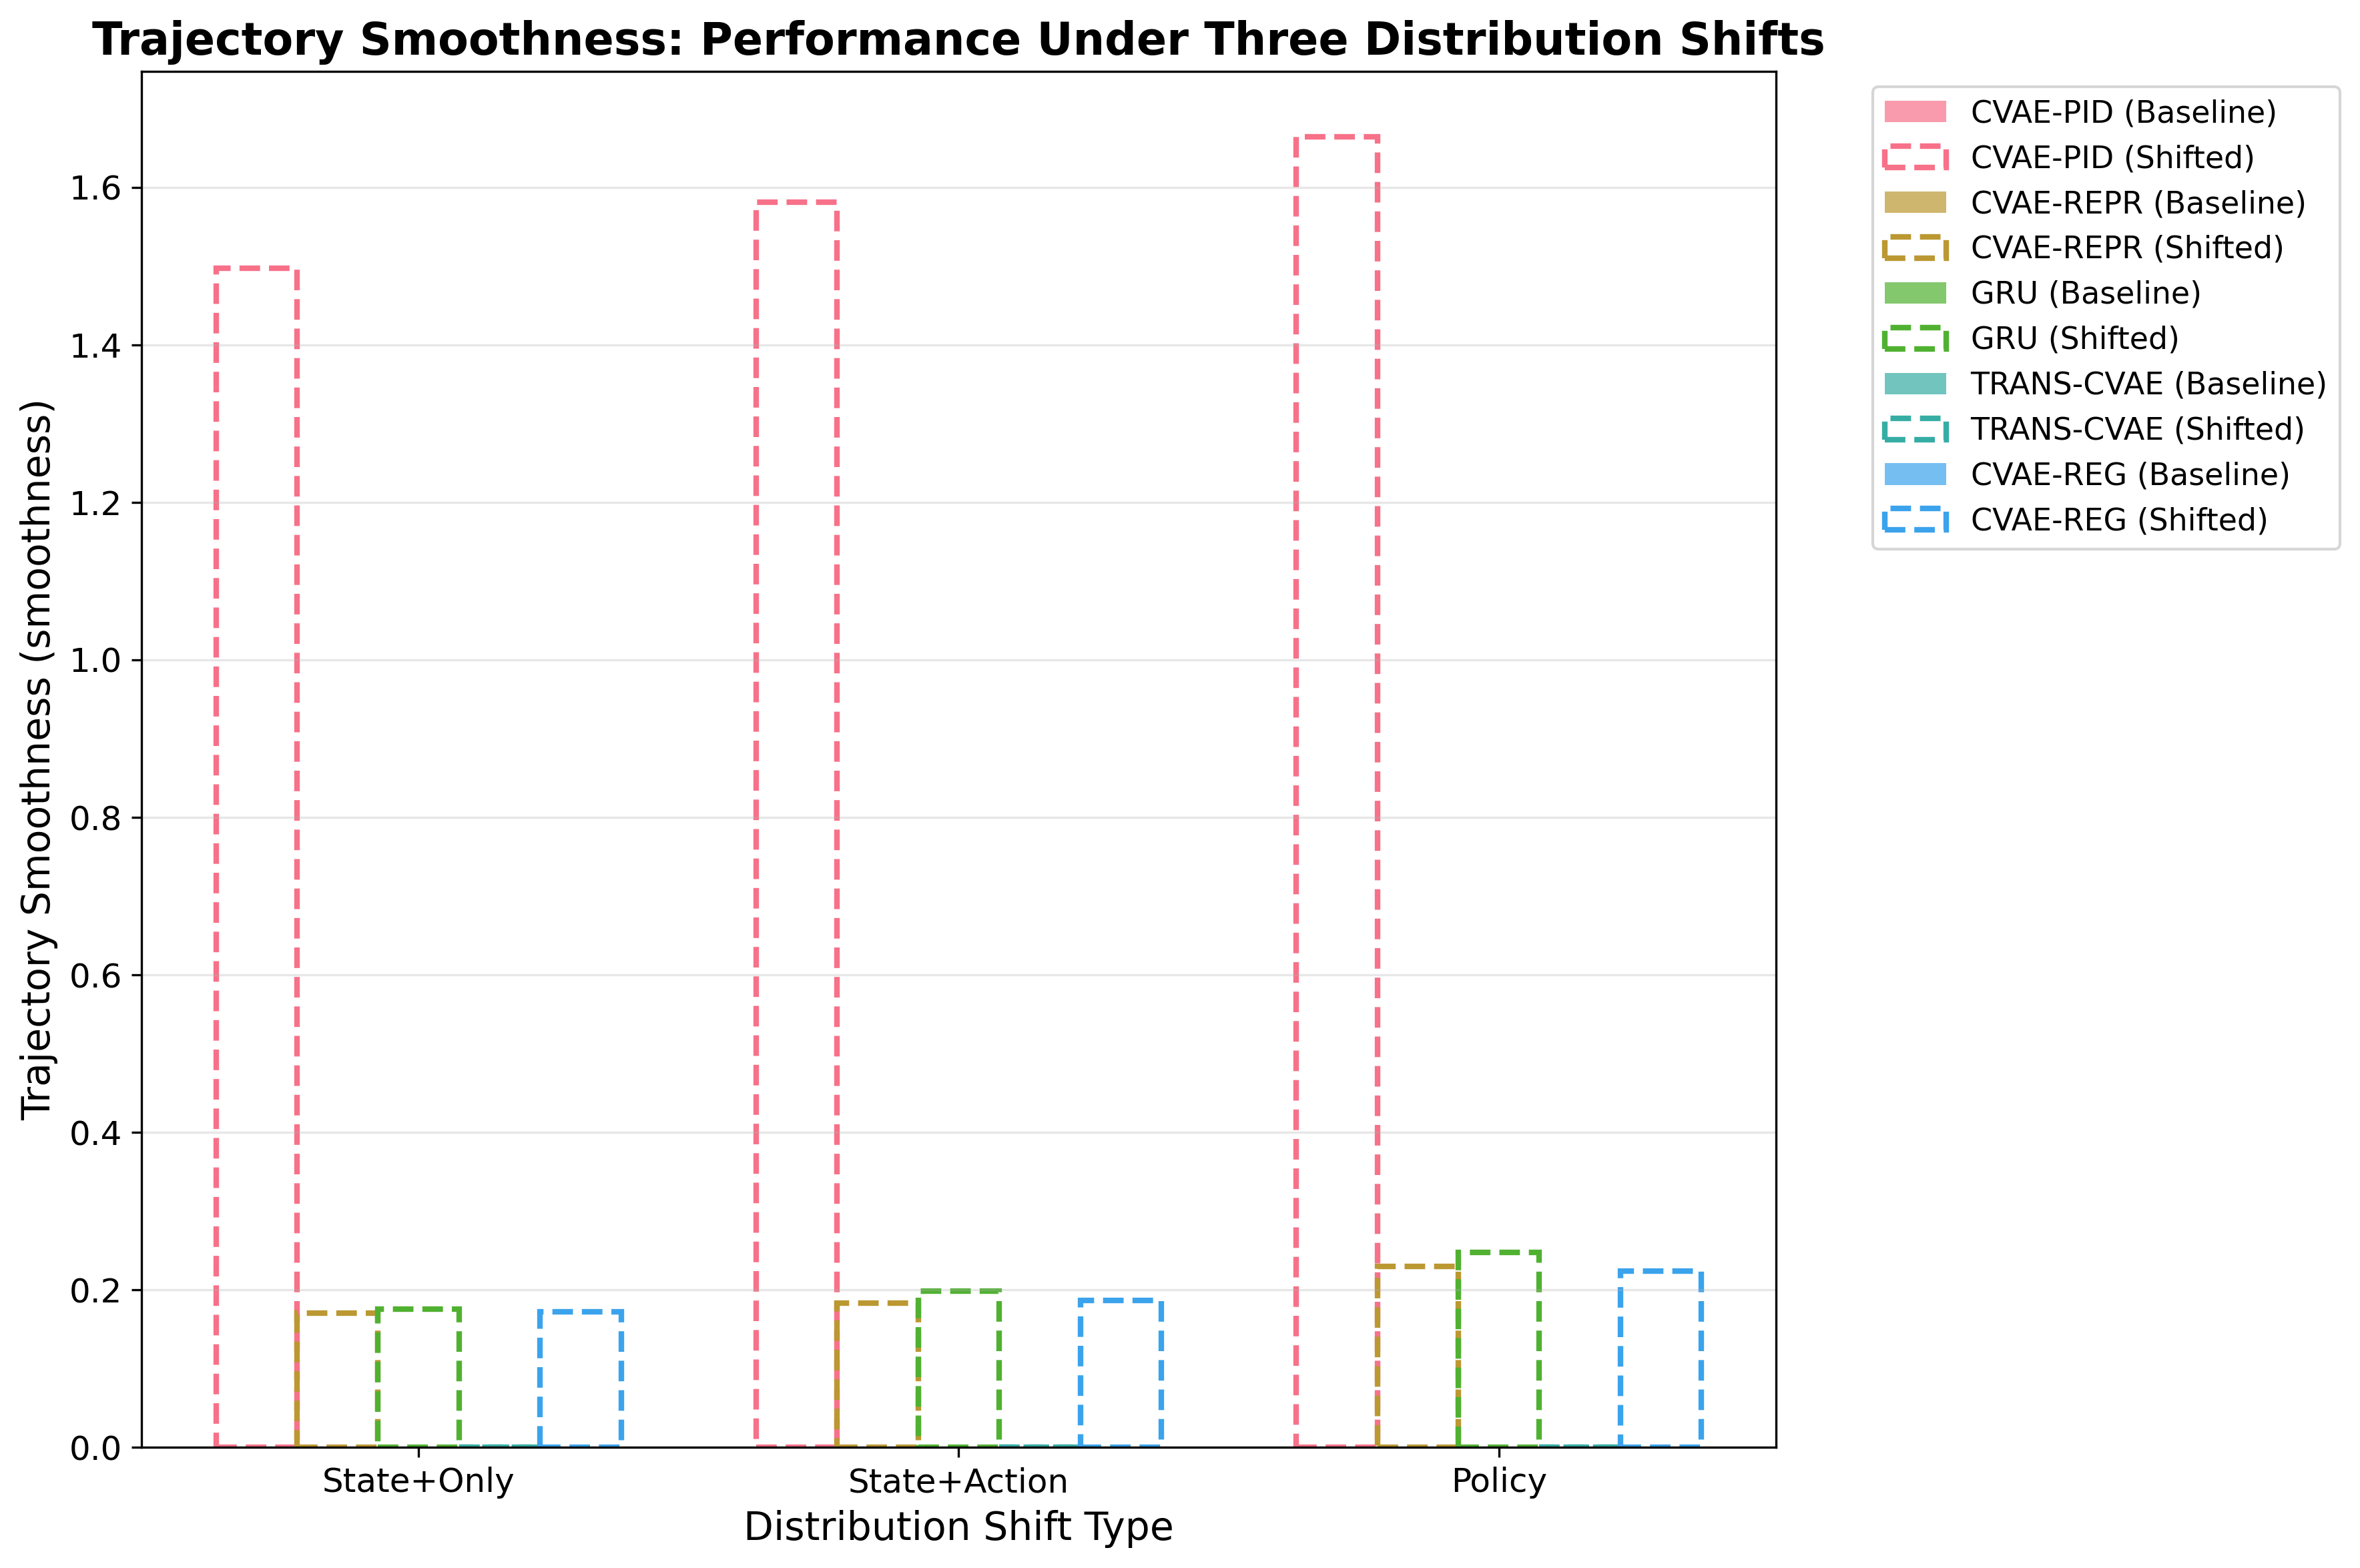 Trajectory Smoothness: Performance Under Three Distribution Shifts
Trajectory Smoothness (smoothness)
1.6
1.4
1.2
1.0
0.8
0.6
0.4
0.2
0.0
State+Only
State+Action
Policy
Distribution Shift Type
CVAE-PID (Baseline)
CVAE-PID (Shifted)
CVAE-REPR (Baseline)
CVAE-REPR (Shifted)
GRU (Baseline)
GRU (Shifted)
TRANS-CVAE (Baseline)
TRANS-CVAE (Shifted)
CVAE-REG (Baseline)
CVAE-REG (Shifted)